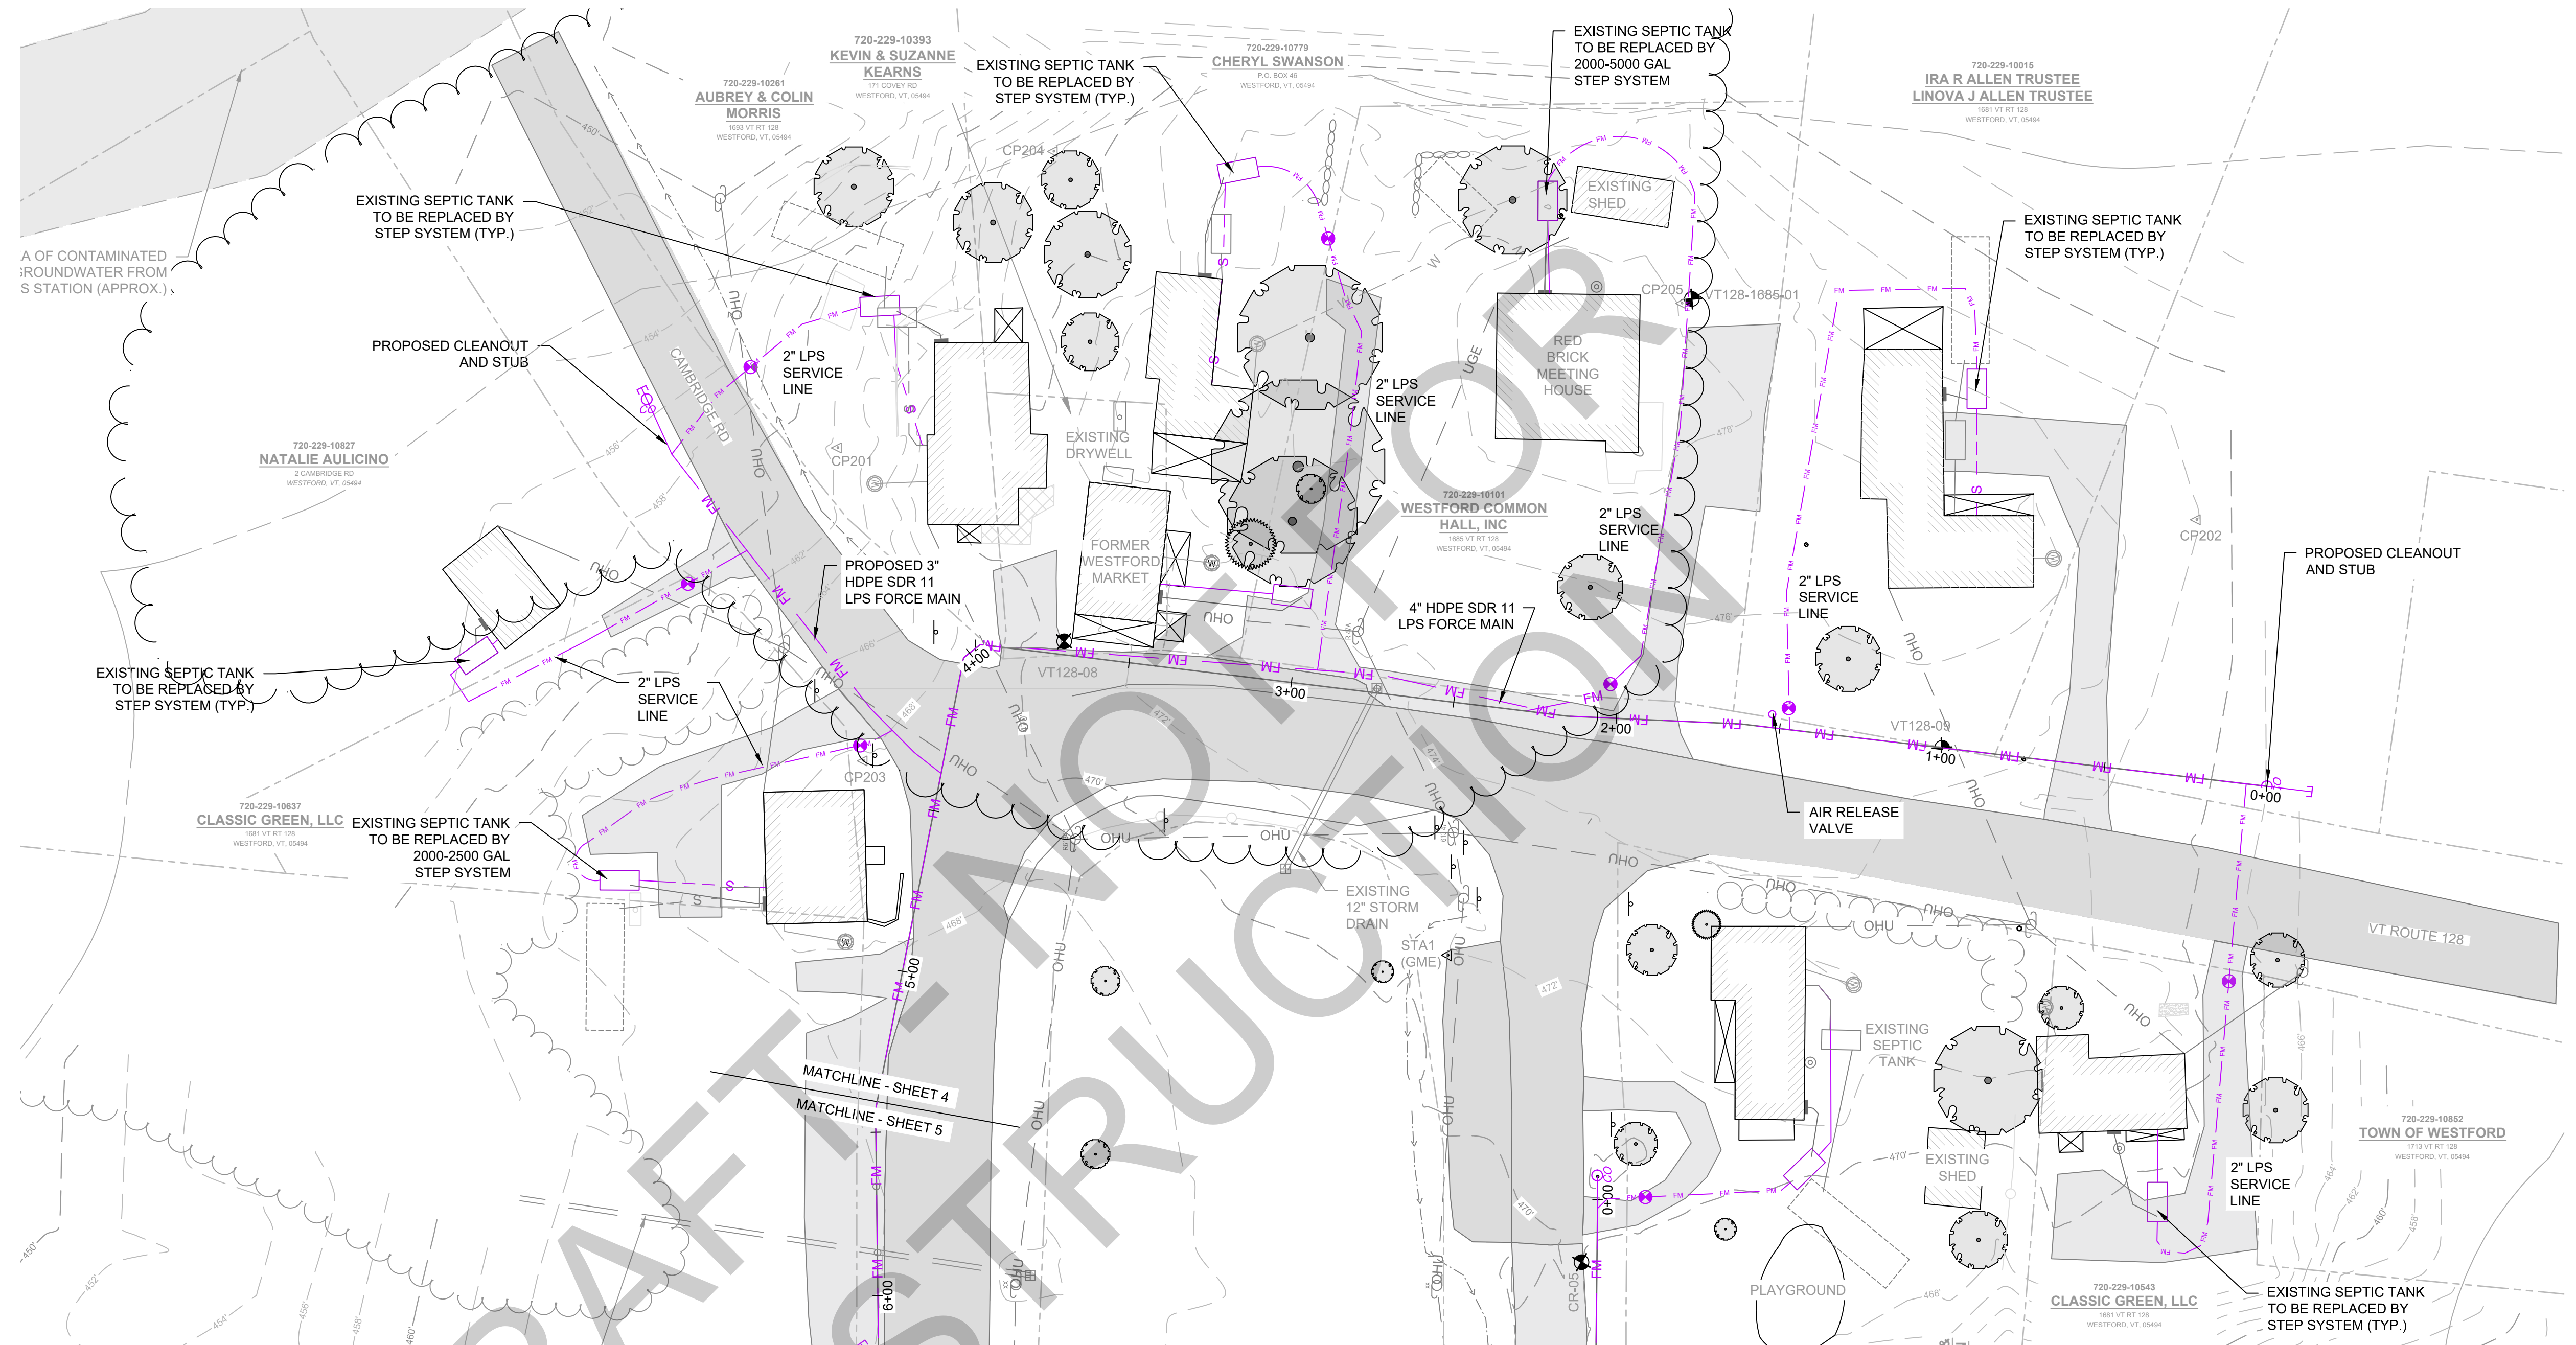 720-229-10393
KEVIN & SUZANNE
KEARNS
171 COVEY RD
WESTFORD, VT, 05494
720-229-10261
AUBREY & COLIN
MORRIS
1693 VT RT 128
WESTFORD, VT, 05494
EXISTING SEPTIC TANK
TO BE REPLACED BY
STEP SYSTEM (TYP.)
720-229-10779
CHERYL SWANSON
P.O. BOX 46
WESTFORD, VT, 05494
EXISTING SEPTIC TANK
TO BE REPLACED BY
2000-5000 GAL
STEP SYSTEM
720-229-10015
IRA R ALLEN TRUSTEE
LINOVA J ALLEN TRUSTEE
1681 VT RT 128
WESTFORD, VT, 05494
EXISTING SEPTIC TANK
TO BE REPLACED BY
STEP SYSTEM (TYP.)
A OF CONTAMINATED
GROUNDWATER FROM
S STATION (APPROX.)
CP204
EXISTING
SHED
EXISTING SEPTIC TANK
TO BE REPLACED BY
STEP SYSTEM (TYP.)
CP205
VT128-1685-01
PROPOSED CLEANOUT
AND STUB
2" LPS
SERVICE
LINE
CAMBRIDGE RD
CO
RED
BRICK
MEETING
HOUSE
UGE
2" LPS
SERVICE
LINE
720-229-10827
NATALIE AULICINO
2 CAMBRIDGE RD
WESTFORD, VT, 05494
CP201
EXISTING
DRYWELL
720-229-10101
WESTFORD COMMON
HALL, INC
1685 VT RT 128
WESTFORD, VT, 05494
2" LPS
SERVICE
LINE
CP202
FORMER
WESTFORD
MARKET
PROPOSED 3"
HDPE SDR 11
LPS FORCE MAIN
4" HDPE SDR 11
LPS FORCE MAIN
2" LPS
SERVICE
LINE
PROPOSED CLEANOUT
AND STUB
EXISTING SEPTIC TANK
TO BE REPLACED BY
STEP SYSTEM (TYP.)
2" LPS
SERVICE
LINE
4+00
VT128-08
3+00
2+00
VT128-09
1+00
0+00
CO
CP203
AIR RELEASE
VALVE
720-229-10637
CLASSIC GREEN, LLC
1681 VT RT 128
WESTFORD, VT, 05494
EXISTING SEPTIC TANK
TO BE REPLACED BY
2000-2500 GAL
STEP SYSTEM
EXISTING
12" STORM
DRAIN
STA1
(GME)
VT ROUTE 128
5+00
EXISTING
SEPTIC
TANK
MATCHLINE - SHEET 4
MATCHLINE - SHEET 5
EXISTING
SHED
720-229-10852
TOWN OF WESTFORD
1713 VT RT 128
WESTFORD, VT, 05494
2" LPS
SERVICE
LINE
CO
0+00
6+00
CR-05
PLAYGROUND
720-229-10543
CLASSIC GREEN, LLC
1681 VT RT 128
WESTFORD, VT, 05494
EXISTING SEPTIC TANK
TO BE REPLACED BY
STEP SYSTEM (TYP.)
RAFT - NOT FOR
STRUCTION